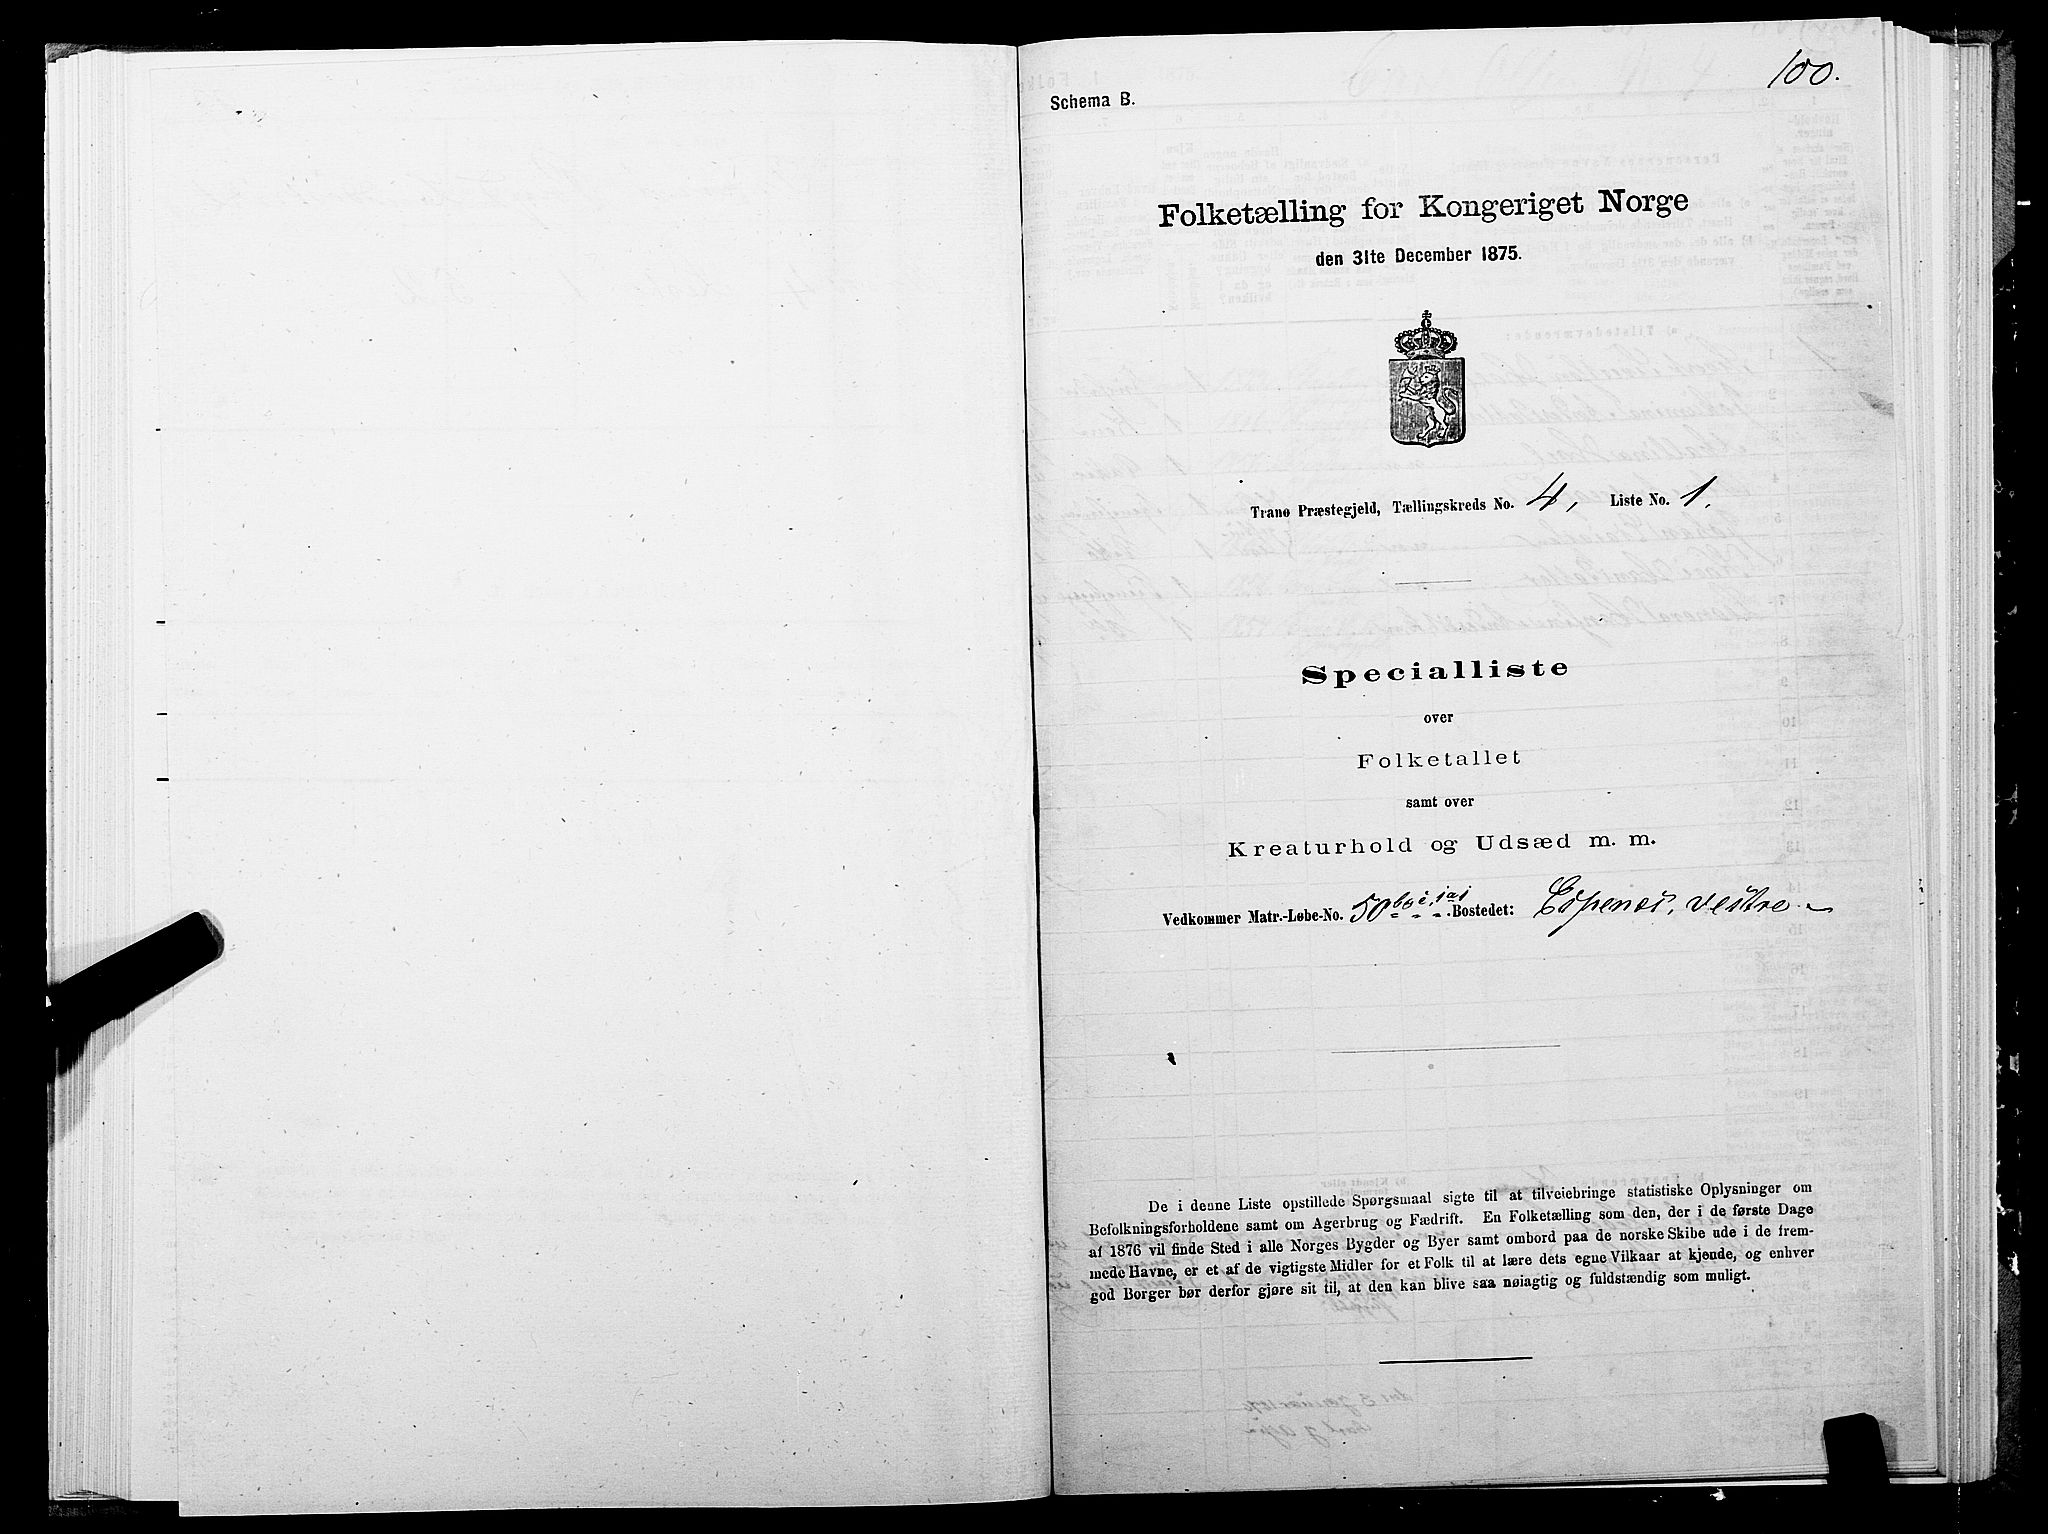 100.
Schema B.
Folketælling for Kongeriget Norge
den 31te December 1875.
Tranø Præstegjeld, Tællingskreds No. 4, Liste No. 1.
Specialliste
over
Folketallet
samt over
Kreaturhold og Udsæd m. m.
Vedkommer Matr.-Løbe-No. 50 Bostedet: Espenes, vestre
De i denne Liste opstillede Spørgsmaal sigte til at tilveiebringe statistiske Oplysninger om
Befolkningsforholdene samt om Agerbrug og Fædrift. En Folketælling som den, der i de første Dage
af 1876 vil finde Sted i alle Norges Bygder og Byer samt ombord paa de norske Skibe ude i de frem-
mede Havne, er et af de vigtigste Midler for et Folk til at lære dets egne Vilkaar at kjende, og enhver
god Borger bør derfor gjøre sit til, at den kan blive saa nøiagtig og fuldstændig som muligt.